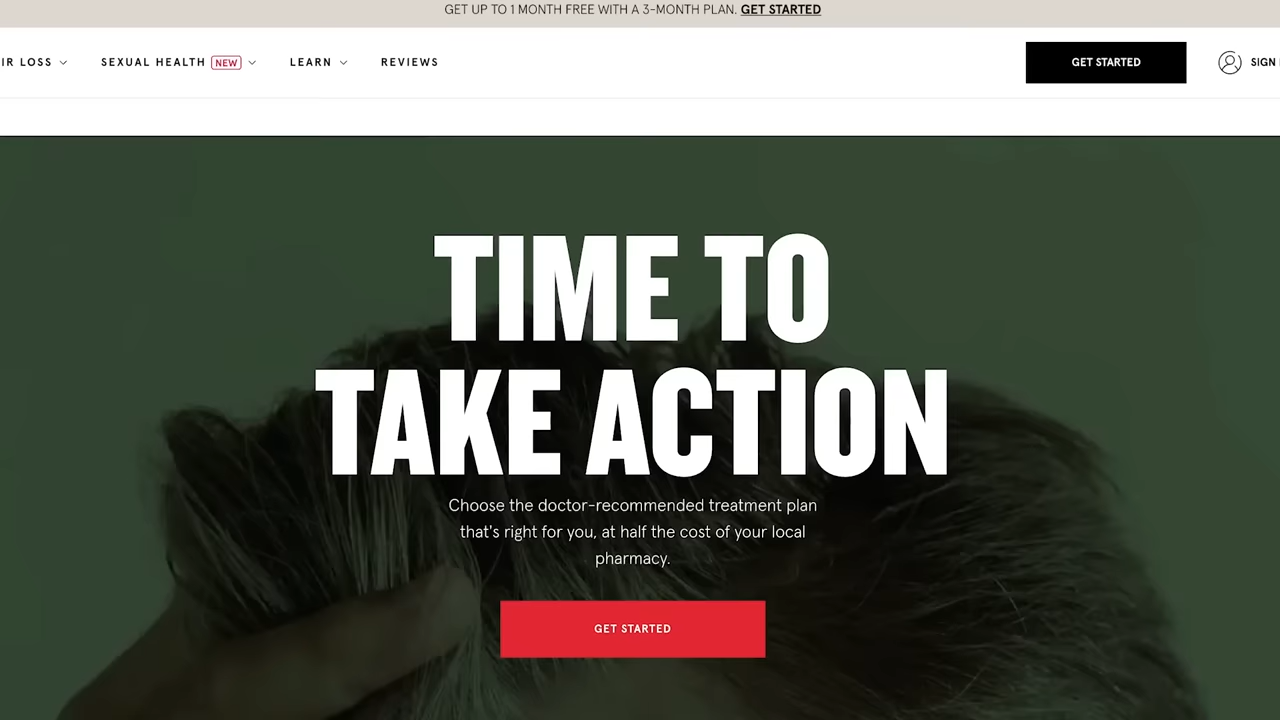 GET UP TO 1 MONTH FREE WITH A 3-MONTH PLAN. GET STARTED
IR LOSS SEXUAL HEALTH NEW LEARN REVIEWS GET STARTED SIGN
TIME TO
TAKE ACTION
Choose the doctor-recommended treatment plan
that's right for you, at half the cost of your local
pharmacy.
GET STARTED